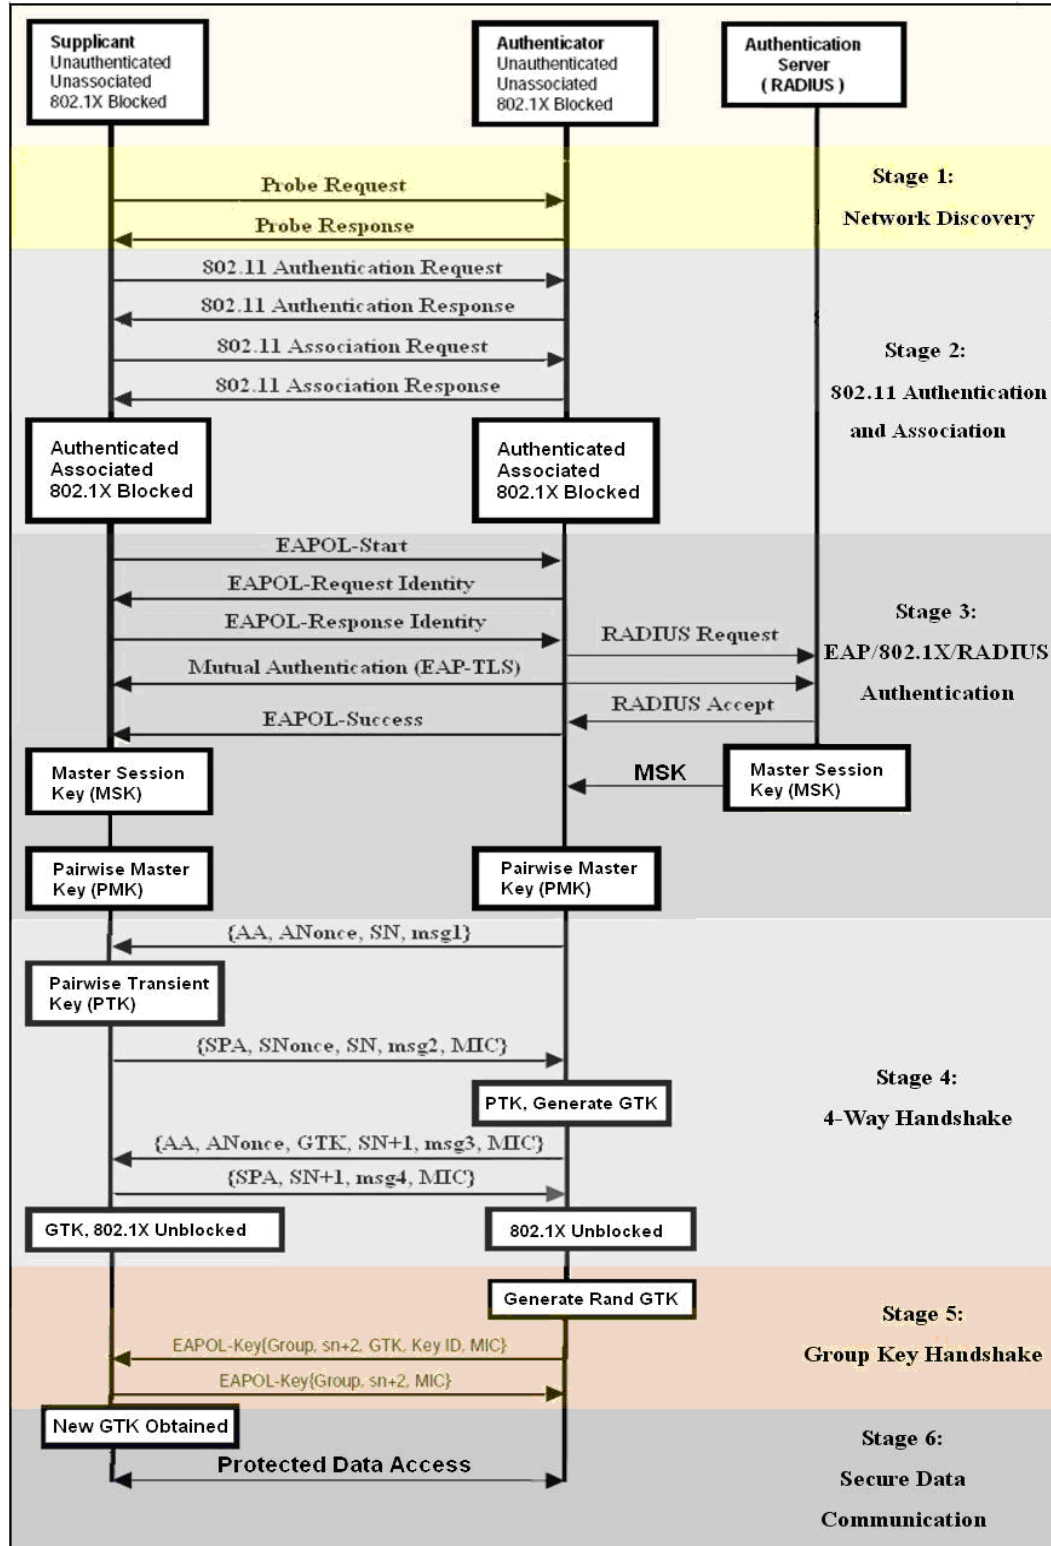 Supplicant
Unauthenticated
Unassociated
802.1X Blocked
Authenticator
Unauthenticated
Unassociated
802.1X Blocked
Authentication
Server
( RADIUS )
Stage 1:
Network Discovery
Probe Request
Probe Response
802.11 Authentication Request
802.11 Authentication Response
802.11 Association Request
802.11 Association Response
Stage 2:
802.11 Authentication
and Association
Authenticated
Associated
802.1X Blocked
Authenticated
Associated
802.1X Blocked
EAPOL-Start
EAPOL-Request Identity
EAPOL-Response Identity
RADIUS Request
Mutual Authentication (EAP-TLS)
RADIUS Accept
EAPOL-Success
Stage 3:
EAP/802.1X/RADIUS
Authentication
Master Session
Key (MSK)
MSK
Master Session
Key (MSK)
Pairwise Master
Key (PMK)
Pairwise Master
Key (PMK)
{AA, ANonce, SN, msg1}
Pairwise Transient
Key (PTK)
{SPA, SNonce, SN, msg2, MIC}
PTK, Generate GTK
Stage 4:
4-Way Handshake
{AA, ANonce, GTK, SN+1, msg3, MIC}
{SPA, SN+1, msg4, MIC}
GTK, 802.1X Unblocked
802.1X Unblocked
Generate Rand GTK
Stage 5:
Group Key Handshake
EAPOL-Key{Group, sn+2, GTK, Key ID, MIC}
EAPOL-Key{Group, sn+2, MIC}
New GTK Obtained
Protected Data Access
Stage 6:
Secure Data
Communication